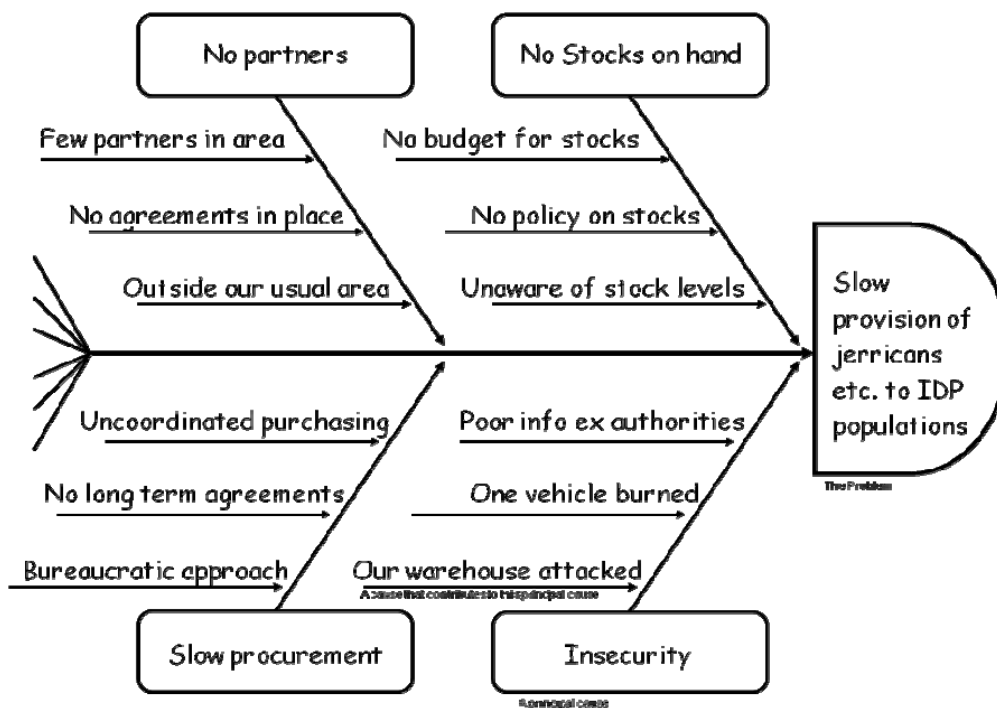 No partners
No Stocks on hand
Few partners in area
No budget for stocks
No agreements in place
No policy on stocks
Outside our usual area
Unaware of stock levels
Slow
provision of
jerricans
etc. to IDP
populations
The Problem
Uncoordinated purchasing
Poor info ex authorities
No long term agreements
One vehicle burned
Bureaucratic approach
Our warehouse attacked
A cause that contributes to this principal cause
Slow procurement
Insecurity
A principal cause